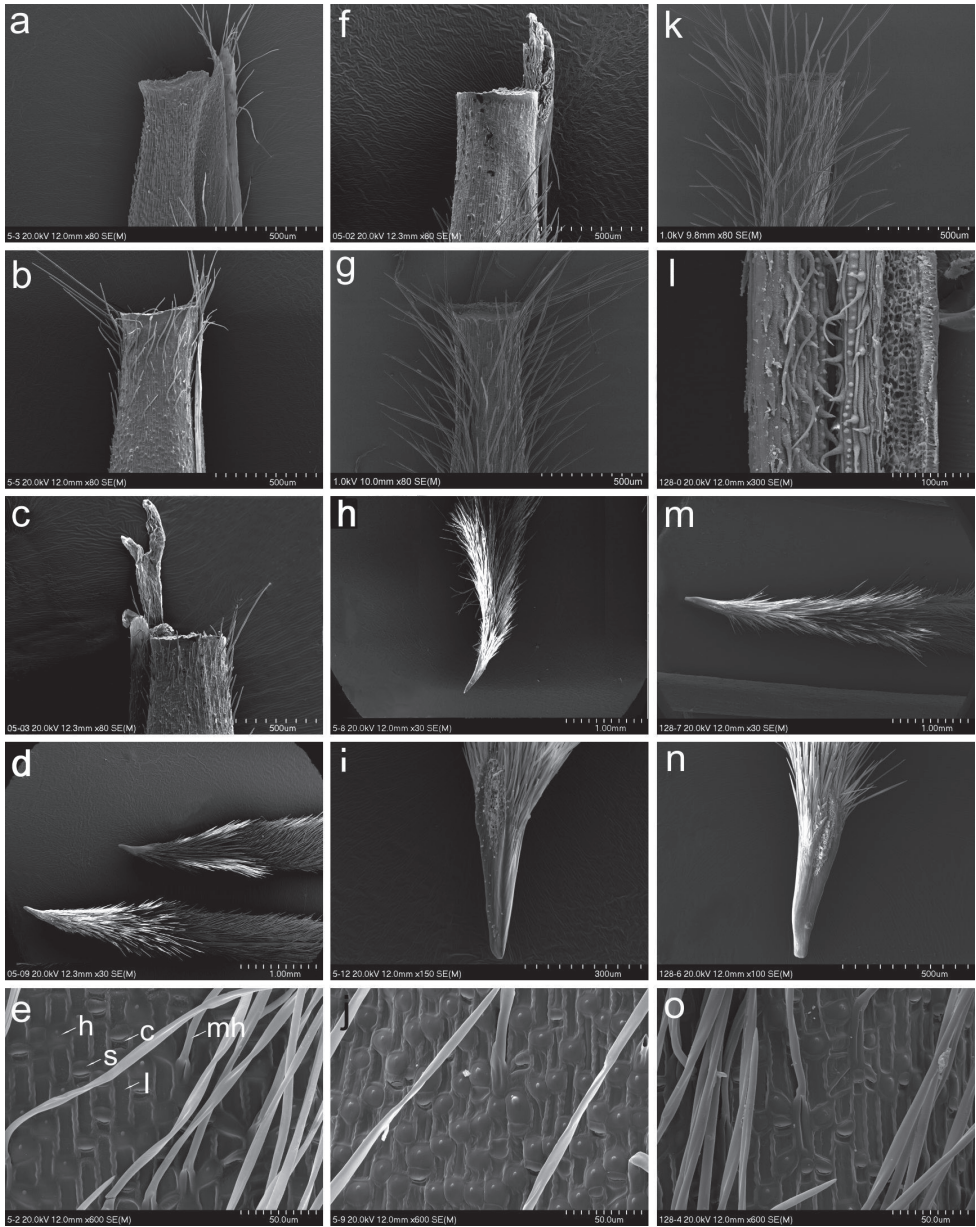 a
5-3 20.0kV 12.0mm x80 SE(M) 500um
f
05-02 20.0kV 12.3mm x60 SE(M) 500um
k
1.0kV 9.8mm x80 SE(M) 500um
b
5-5 20.0kV 12.0mm x80 SE(M) 500um
g
1.0kV 10.0mm x80 SE(M) 500um
l
128-0 20.0kV 12.0mm x300 SE(M) 100um
c
05-03 20.0kV 12.3mm x80 SE(M) 500um
h
5-8 20.0kV 12.0mm x30 SE(M) 1.00mm
m
128-7 20.0kV 12.0mm x30 SE(M) 1.00mm
d
05-09 20.0kV 12.3mm x30 SE(M) 1.00mm
i
5-12 20.0kV 12.0mm x150 SE(M) 300um
n
128-6 20.0kV 12.0mm x100 SE(M) 500um
e
h
c
mh
s
l
5-2 20.0kV 12.0mm x600 SE(M) 50.0um
j
5-9 20.0kV 12.0mm x600 SE(M) 50.0um
o
128-4 20.0kV 12.0mm x600 SE(M) 50.0um